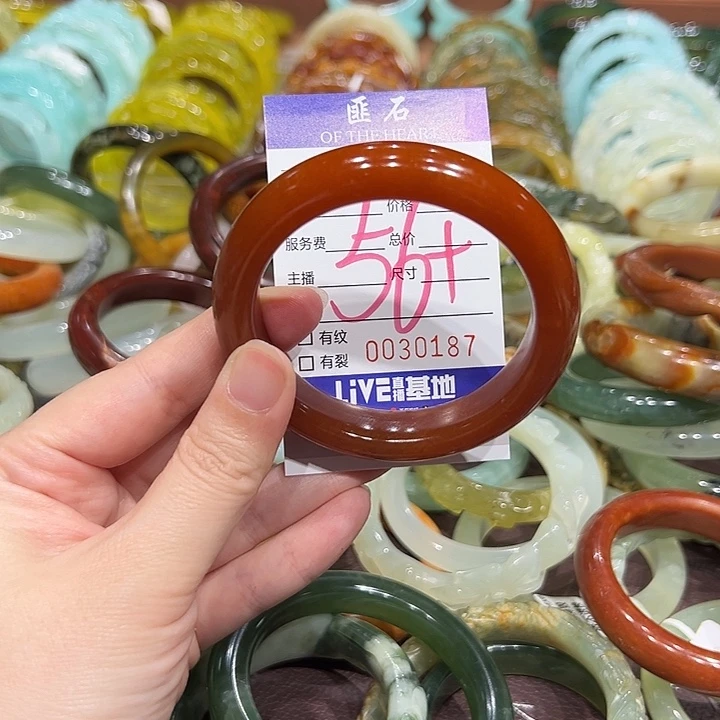 匪石
OF THE HEART
价格
服务费 总价
主播 尺寸
56+
有纹
有裂 0030187
LiVE直播基地